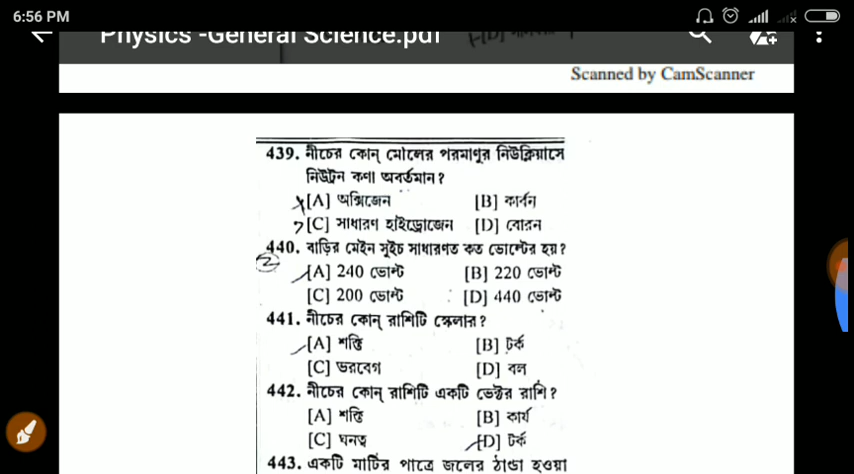 6:56 PM
Physics -General Science.pdf
Scanned by CamScanner
439. নীচের কোন্ মৌলের পরমাণুর নিউক্লিয়াসে
নিউট্রন কণা অবর্তমান?
[A] অক্সিজেন [B] কার্বন
[C] সাধারণ হাইড্রোজেন [D] বোরন
440. বাড়ির মেইন সুইচ সাধারণত কত ভোল্টের হয়?
2
[A] 240 ভোল্ট [B] 220 ভোল্ট
[C] 200 ভোল্ট [D] 440 ভোল্ট
441. নীচের কোন্ রাশিটি স্কেলার?
[A] শক্তি [B] টর্ক
[C] ভরবেগ [D] বল
442. নীচের কোন্ রাশিটি একটি ভেক্টর রাশি?
[A] শক্তি [B] কার্য
[C] ঘনত্ব [D] টর্ক
443. একটি মাটির পাত্রে জলের ঠাণ্ডা হওয়া